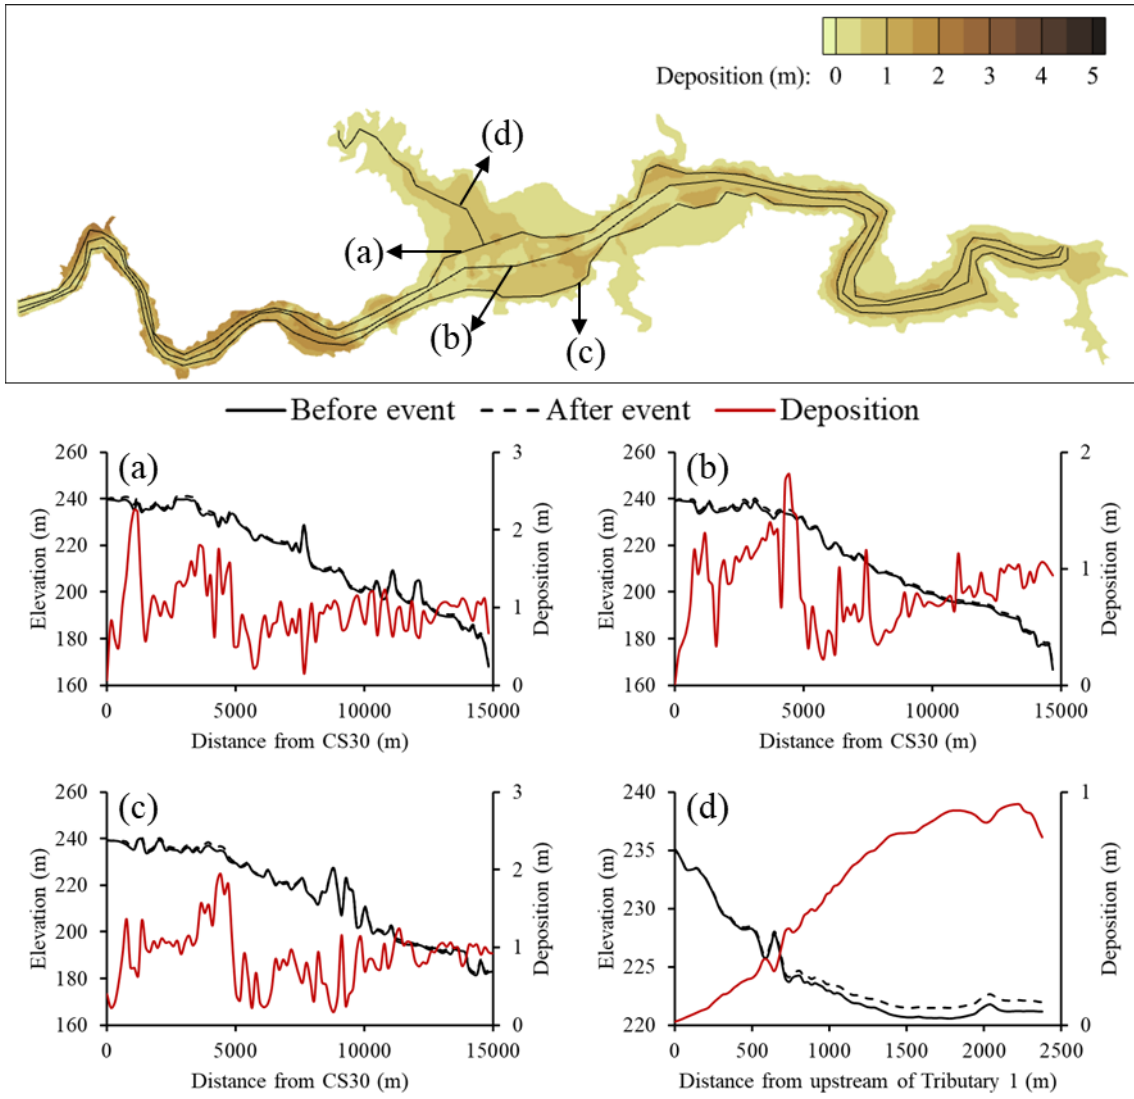 Deposition (m): 0 1 2 3 4 5
(d)
(a)
(b)
(c)
Before event After event Deposition
(a)
260
240
220
200
180
160
Elevation (m)
3
2
1
0
Deposition (m)
0 5000 10000 15000
Distance from CS30 (m)
(b)
260
240
220
200
180
160
Elevation (m)
2
1
0
Deposition (m)
0 5000 10000 15000
Distance from CS30 (m)
(c)
260
240
220
200
180
160
Elevation (m)
3
2
1
0
Deposition (m)
0 5000 10000 15000
Distance from CS30 (m)
(d)
240
235
230
225
220
Elevation (m)
1
0
Deposition (m)
0 500 1000 1500 2000 2500
Distance from upstream of Tributary 1 (m)